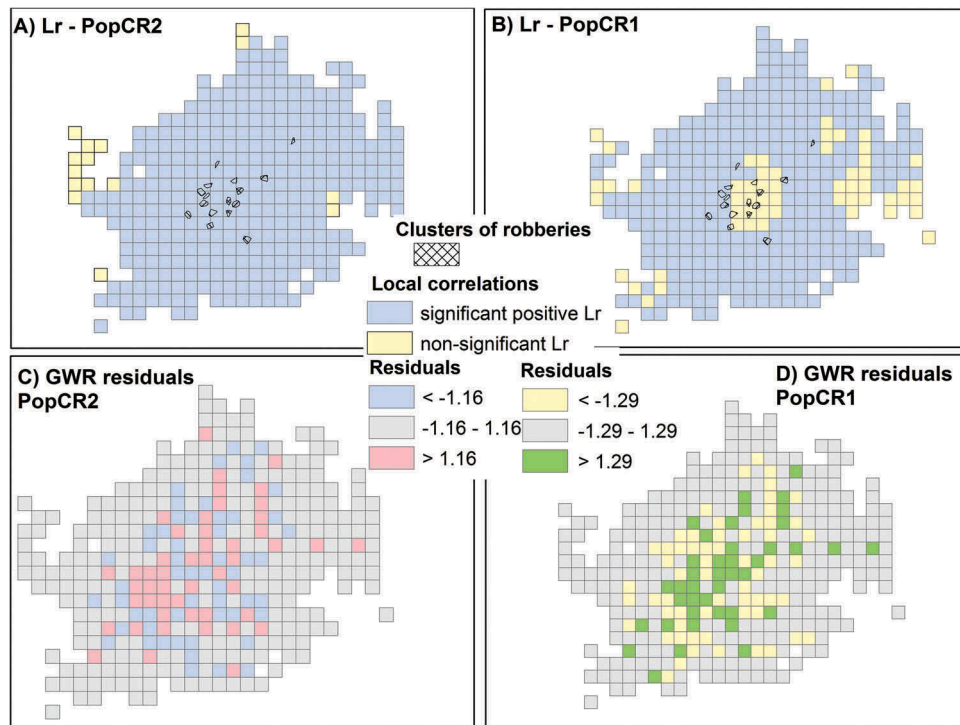 A) Lr - PopCR2
B) Lr - PopCR1
Clusters of robberies
Local correlations
significant positive Lr
non-significant Lr
C) GWR residuals
PopCR2
Residuals
< -1.16
-1.16 - 1.16
> 1.16
Residuals
< -1.29
-1.29 - 1.29
> 1.29
D) GWR residuals
PopCR1